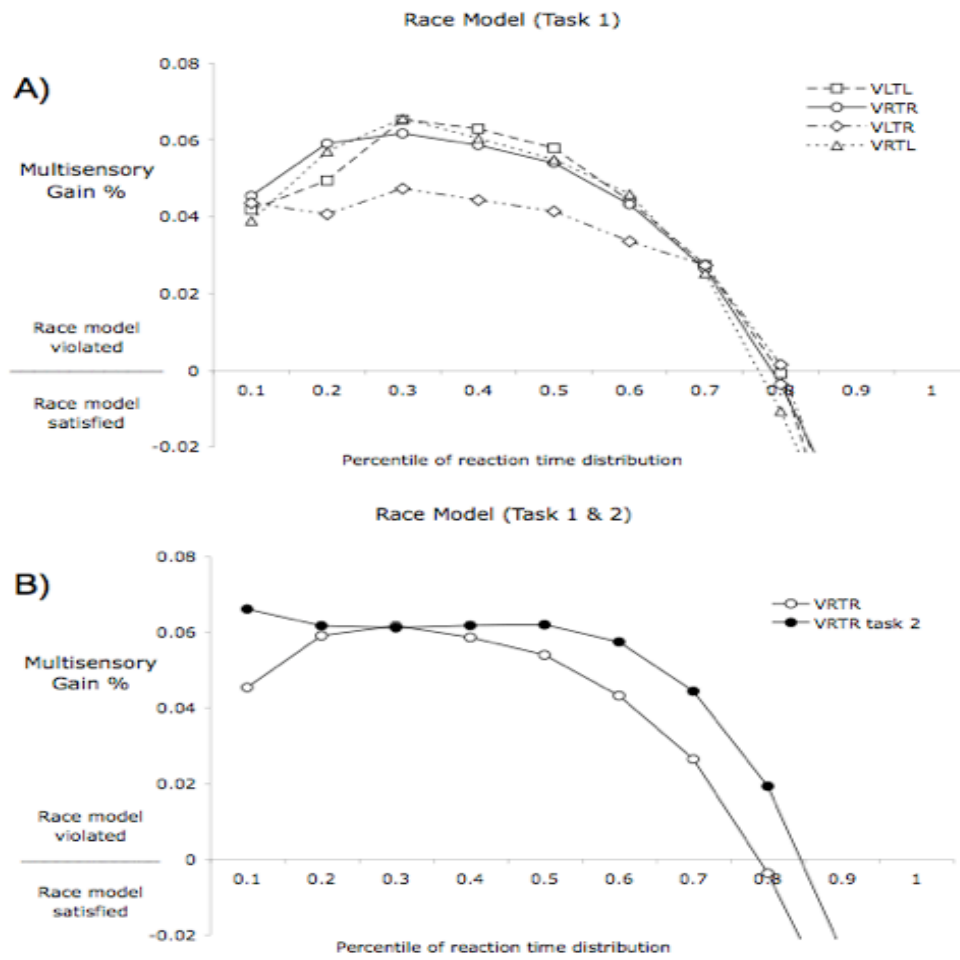 Race Model (Task 1)
A)
0.08
VLTL
VRTR
VLTR
VRTL
0.06
Multisensory
Gain %
0.04
0.02
Race model
violated
0
0.1 0.2 0.3 0.4 0.5 0.6 0.7 0.8 0.9 1
Race model
satisfied
-0.02
Percentile of reaction time distribution
Race Model (Task 1 & 2)
B)
0.08
VRTR
VRTR task 2
0.06
Multisensory
Gain %
0.04
0.02
Race model
violated
0
0.1 0.2 0.3 0.4 0.5 0.6 0.7 0.8 0.9 1
Race model
satisfied
-0.02
Percentile of reaction time distribution